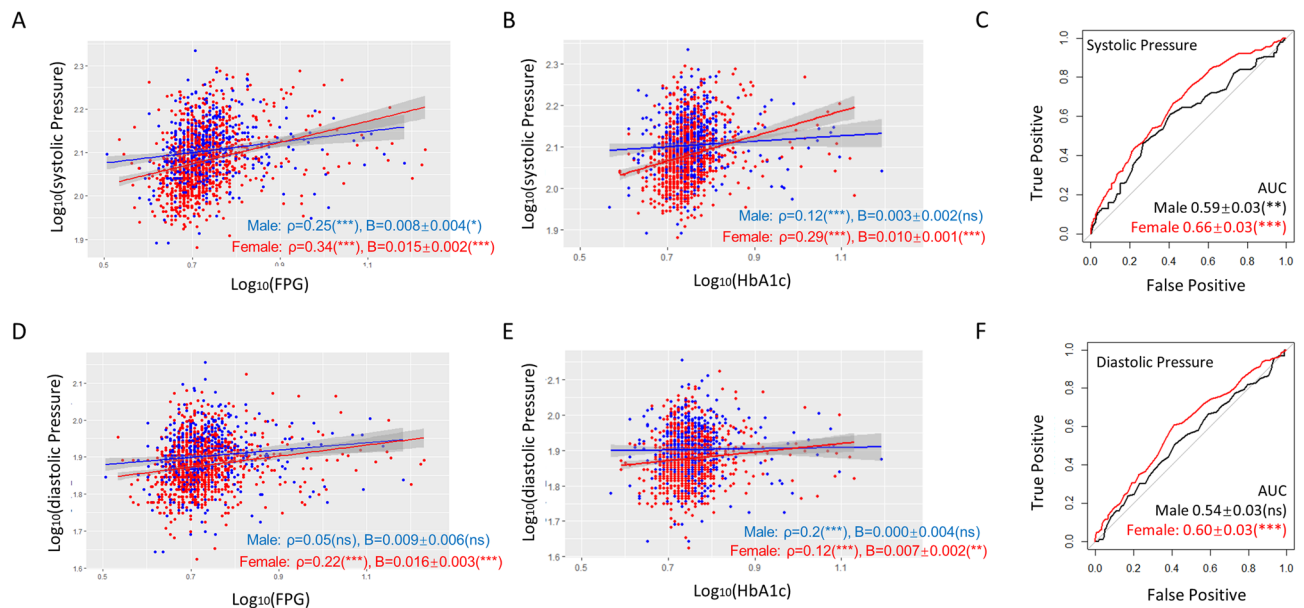 A
B
C
Log10(systolic Pressure)
2.3
2.2
2.1
2.0
1.9
0.5
0.7
0.9
1.1
Log10(FPG)
Male: ρ=0.25(***), B=0.008±0.004(*)
Female: ρ=0.34(***), B=0.015±0.002(***)
Log10(systolic Pressure)
2.3
2.2
2.1
2.0
1.9
0.5
0.7
0.9
1.1
Log10(HbA1c)
Male: ρ=0.12(***), B=0.003±0.002(ns)
Female: ρ=0.29(***), B=0.010±0.001(***)
Systolic Pressure
True Positive
1.0
0.8
0.6
0.4
0.2
0.0
AUC
Male 0.59±0.03(**)
Female 0.66±0.03(***)
0.0 0.2 0.4 0.6 0.8 1.0
False Positive
D
E
F
Log10(diastolic Pressure)
2.1
2.0
1.9
1.8
1.7
1.6
0.5
0.7
0.9
1.1
Log10(FPG)
Male: ρ=0.05(ns), B=0.009±0.006(ns)
Female: ρ=0.22(***), B=0.016±0.003(***)
Log10(diastolic Pressure)
2.1
2.0
1.9
1.8
1.7
1.6
0.5
0.7
0.9
1.1
Log10(HbA1c)
Male: ρ=0.2(***), B=0.000±0.004(ns)
Female: ρ=0.12(***), B=0.007±0.002(**)
Diastolic Pressure
True Positive
1.0
0.8
0.6
0.4
0.2
0.0
AUC
Male 0.54±0.03(ns)
Female: 0.60±0.03(***)
0.0 0.2 0.4 0.6 0.8 1.0
False Positive